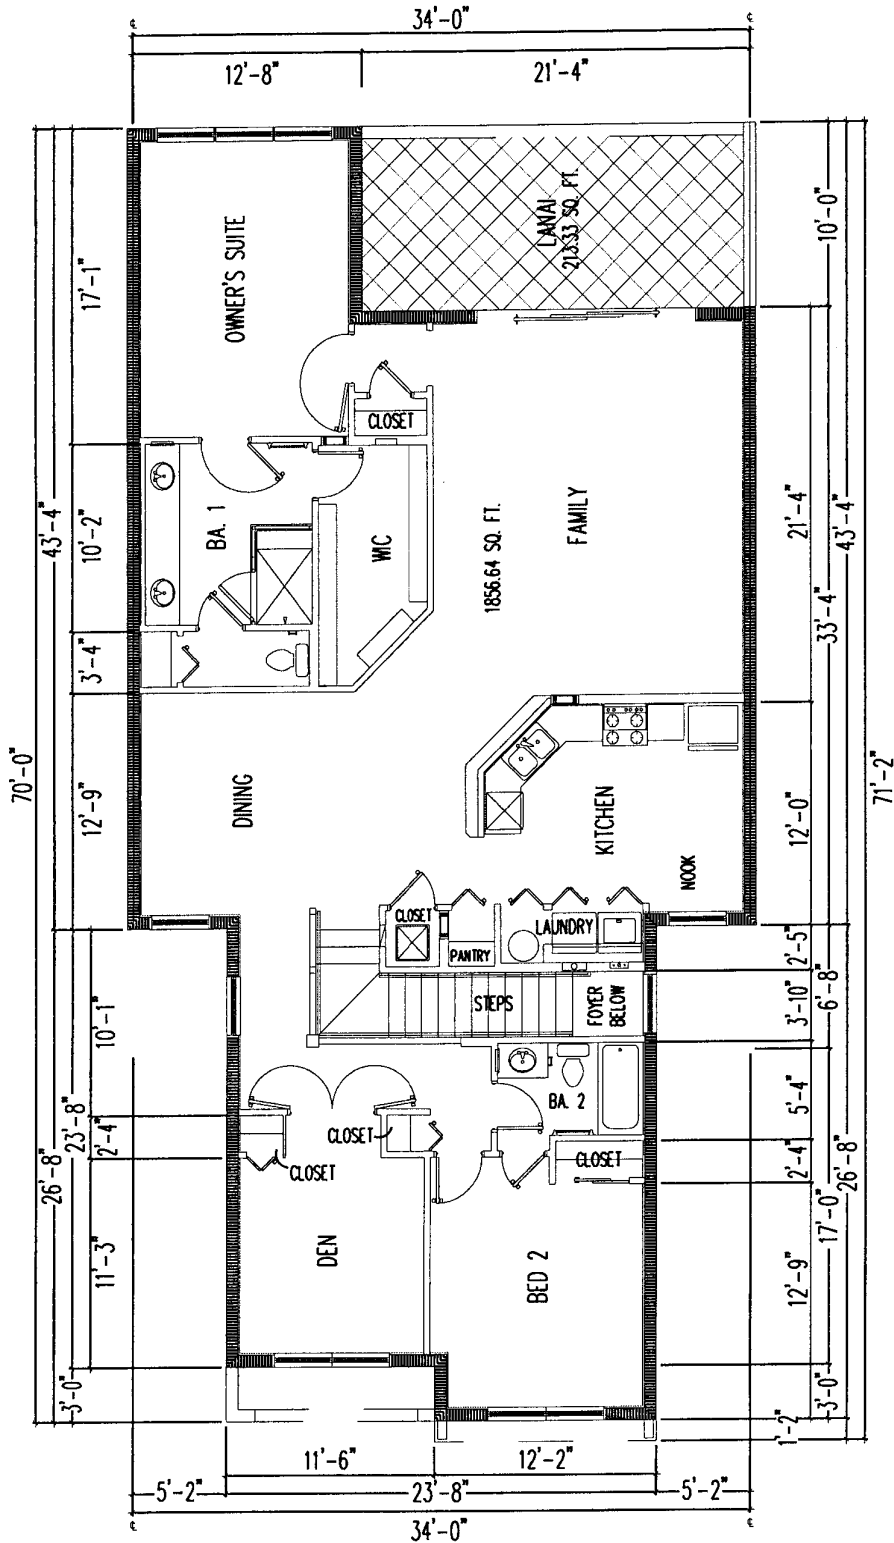 ℄
34'-0"
℄
12'-8"
21'-4"
LANAI
213.33 SQ. FT.
OWNER'S SUITE
17'-1"
10'-0"
CLOSET
BA. 1
WIC
1856.64 SQ. FT.
FAMILY
43'-4"
10'-2"
21'-4"
43'-4"
33'-4"
3'-4"
70'-0"
12'-9"
DINING
KITCHEN
NOOK
12'-0"
71'-2"
CLOSET
PANTRY
LAUNDRY
2'-5"
STEPS
FOYER
BELOW
3'-10"
6'-8"
10'-1"
BA. 2
5'-4"
23'-8"
2'-4"
CLOSET
CLOSET
CLOSET
2'-4"
26'-8"
26'-8"
17'-0"
11'-3"
DEN
BED 2
12'-9"
3'-0"
3'-0"
1'-2"
11'-6"
12'-2"
5'-2"
23'-8"
5'-2"
℄
34'-0"
℄